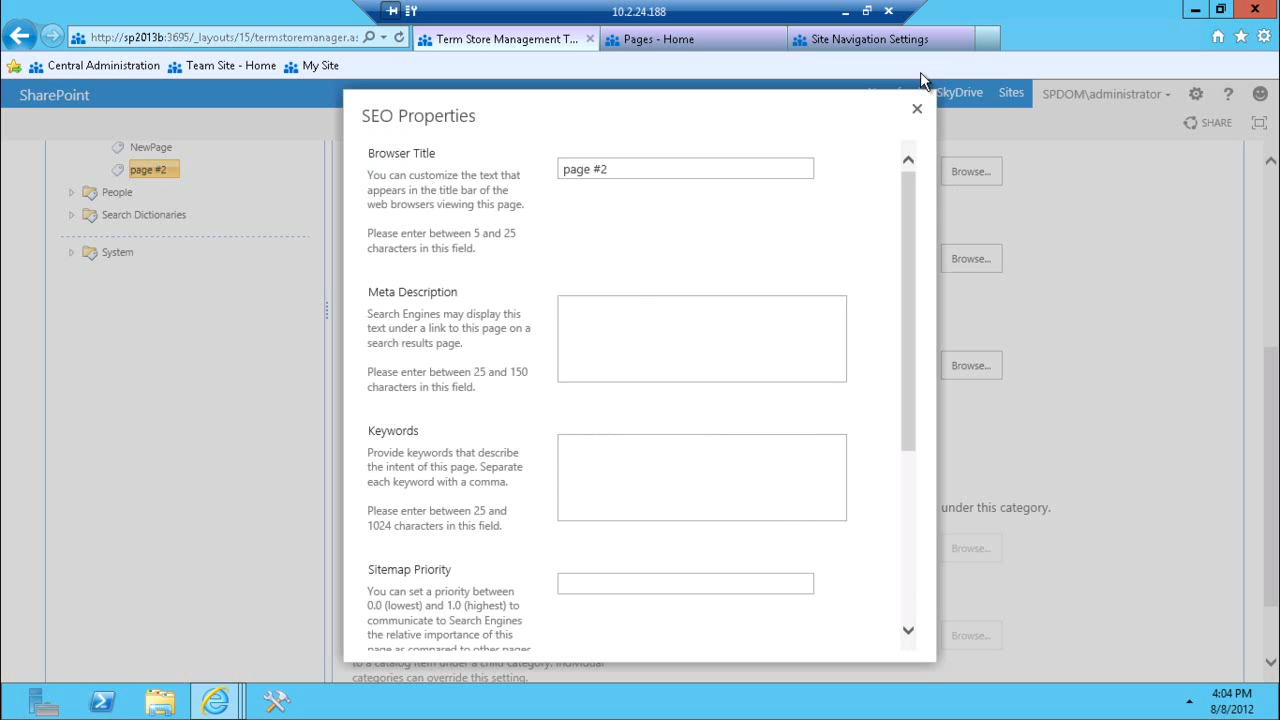 10.2.24.188
http://sp2013b:3695/_layouts/15/termstoremanager.as
Term Store Management T...
Pages - Home
Site Navigation Settings
Central Administration
Team Site - Home
My Site
SharePoint
SkyDrive
Sites
SPDOM\administrator
SHARE
SEO Properties
NewPage
page #2
People
Search Dictionaries
System
Browser Title
You can customize the text that
appears in the title bar of the
web browsers viewing this page.
Please enter between 5 and 25
characters in this field.
page #2
Meta Description
Search Engines may display this
text under a link to this page on a
search results page.
Please enter between 25 and 150
characters in this field.
Keywords
Provide keywords that describe
the intent of this page. Separate
each keyword with a comma.
Please enter between 25 and
1024 characters in this field.
Sitemap Priority
You can set a priority between
0.0 (lowest) and 1.0 (highest) to
communicate to Search Engines
the relative importance of this
page as compared to other pages
Browse...
Browse...
Browse...
under this category.
Browse...
Browse...
to a catalog item under a child category. Individual
categories can override this setting.
4:04 PM
8/8/2012